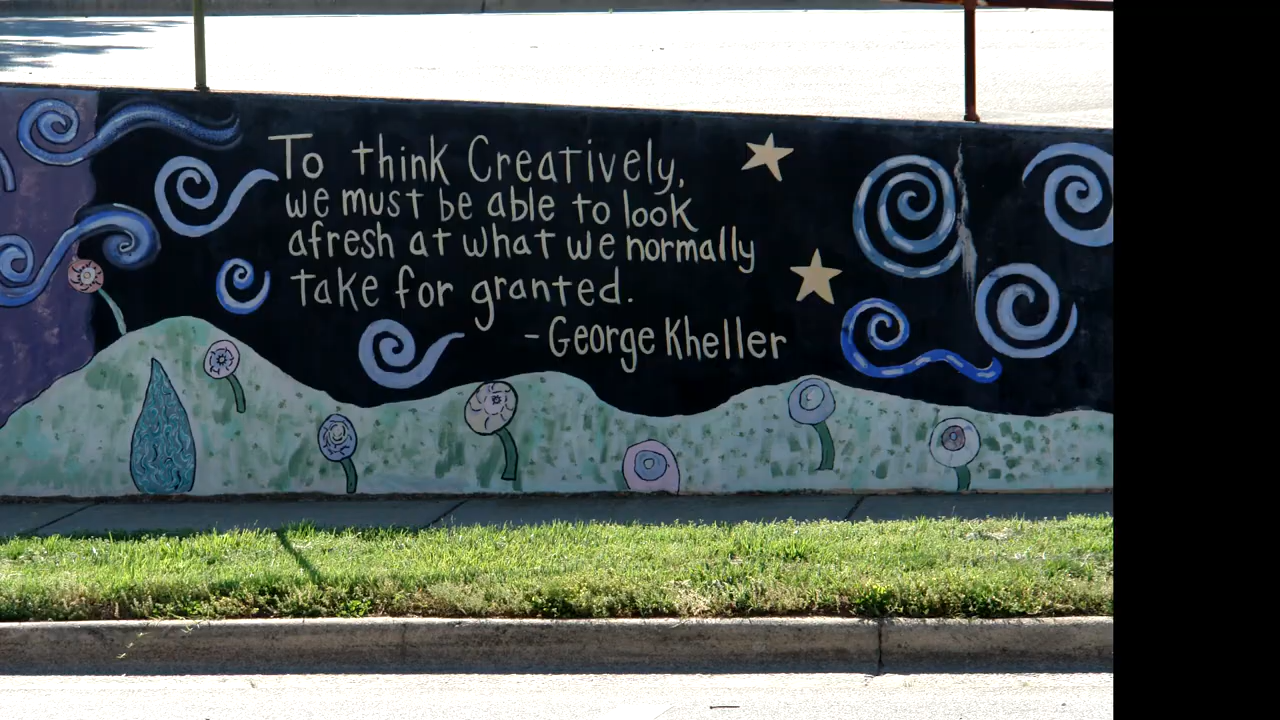 To think Creatively,
we must be able to look
afresh at what we normally
take for granted.
-George Kheller